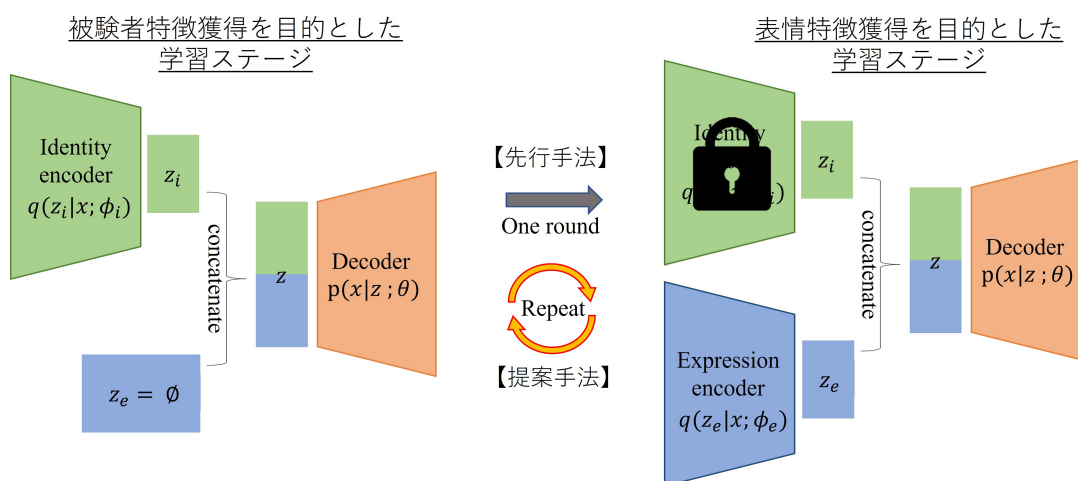 被験者特徴獲得を目的とした
学習ステージ
Identity
encoder
q(z_i|x; ϕ_i)
z_i
concatenate
z
Decoder
p(x|z ; θ)
z_e = ∅
【先行手法】
One round
Repeat
【提案手法】
表情特徴獲得を目的とした
学習ステージ
Identity
z_i
concatenate
z
Decoder
p(x|z ; θ)
Expression
encoder
q(z_e|x; ϕ_e)
z_e